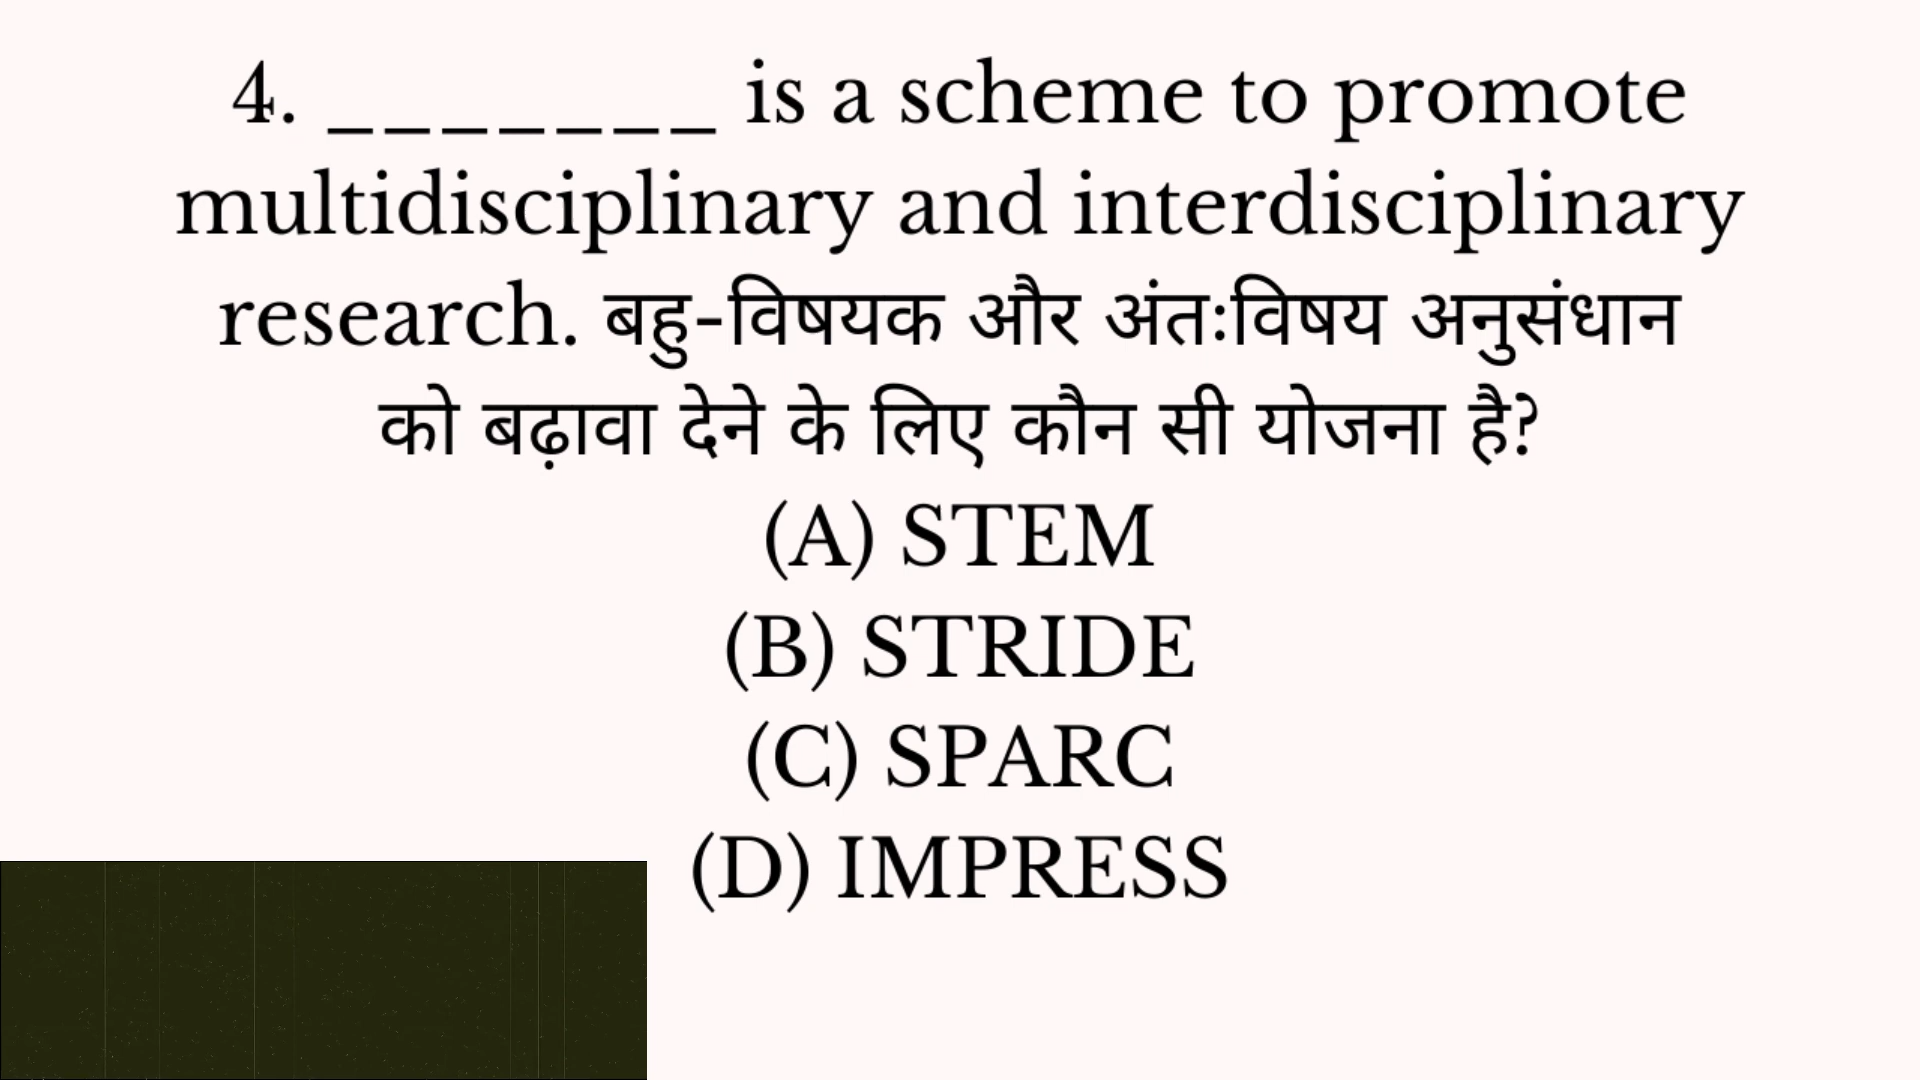 4. _______ is a scheme to promote
multidisciplinary and interdisciplinary
research. बहु-विषयक और अंतःविषय अनुसंधान
को बढ़ावा देने के लिए कौन सी योजना है?
(A) STEM
(B) STRIDE
(C) SPARC
(D) IMPRESS